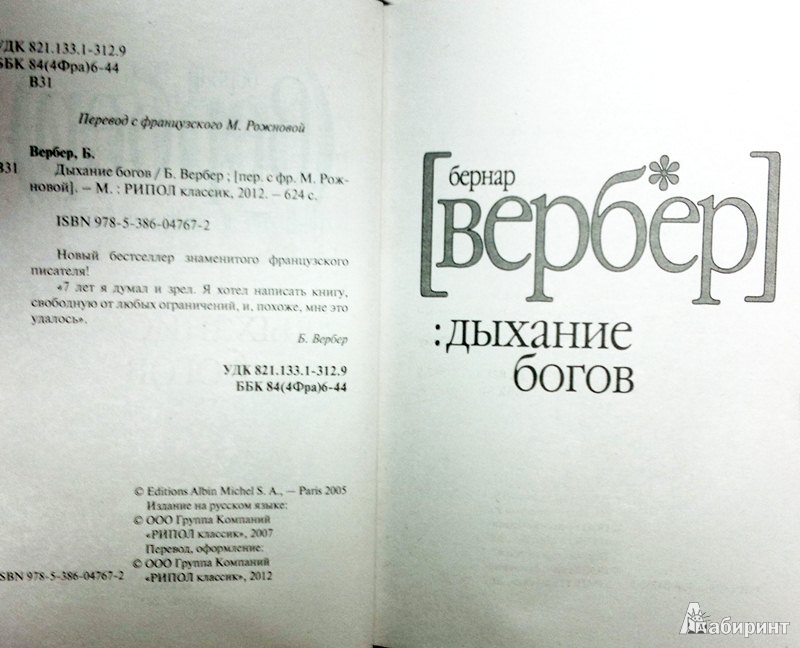 УДК 821.133.1-312.9
ББК 84(4Фра)6-44
В31
Перевод с французского М. Рожновой
Вербер, Б.
В31 Дыхание богов / Б. Вербер ; [пер. с фр. М. Рож-
новой]. – М. : РИПОЛ классик, 2012. – 624 с.
ISBN 978-5-386-04767-2
Новый бестселлер знаменитого французского
писателя!
«7 лет я думал и зрел. Я хотел написать книгу,
свободную от любых ограничений, и, похоже, мне это
удалось».
Б. Вербер
УДК 821.133.1-312.9
ББК 84(4Фра)6-44
© Editions Albin Michel S. A., — Paris 2005
Издание на русском языке:
© ООО Группа Компаний
«РИПОЛ классик», 2007
Перевод, оформление:
© ООО Группа Компаний
ISBN 978-5-386-04767-2 «РИПОЛ классик», 2012
[бернар
вербер]
:дыхание
богов
Лабиринт